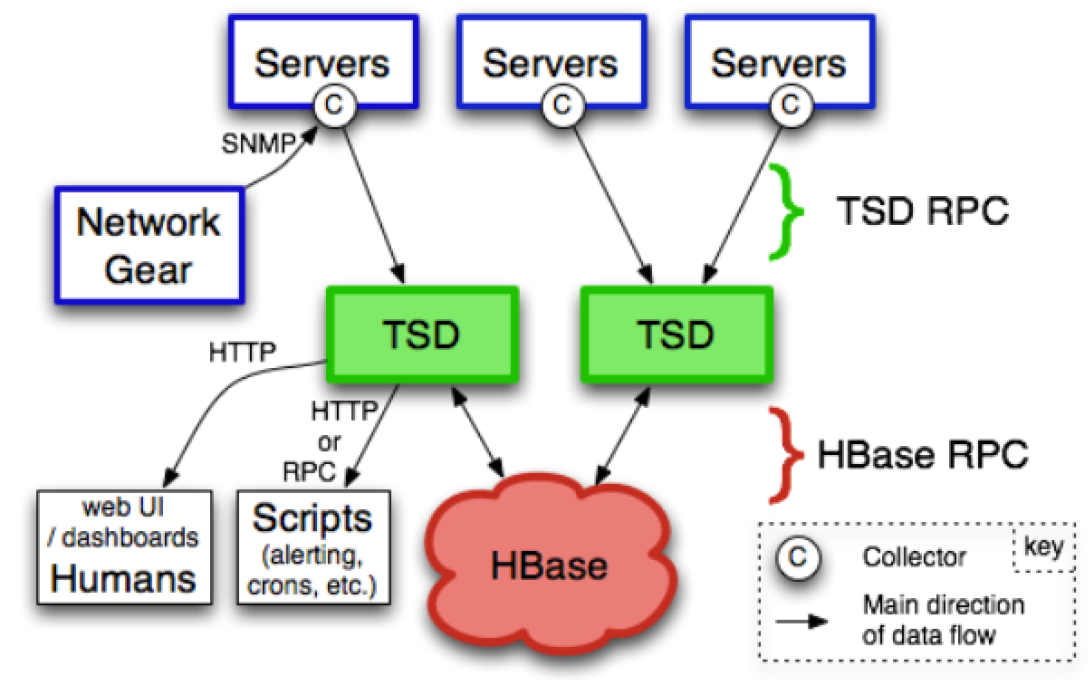 Servers
Servers
Servers
C
C
C
SNMP
Network
Gear
TSD RPC
TSD
TSD
HTTP
HTTP
or
RPC
HBase RPC
web UI
/ dashboards
Humans
Scripts
(alerting,
crons, etc.)
HBase
key
C
Collector
Main direction
of data flow